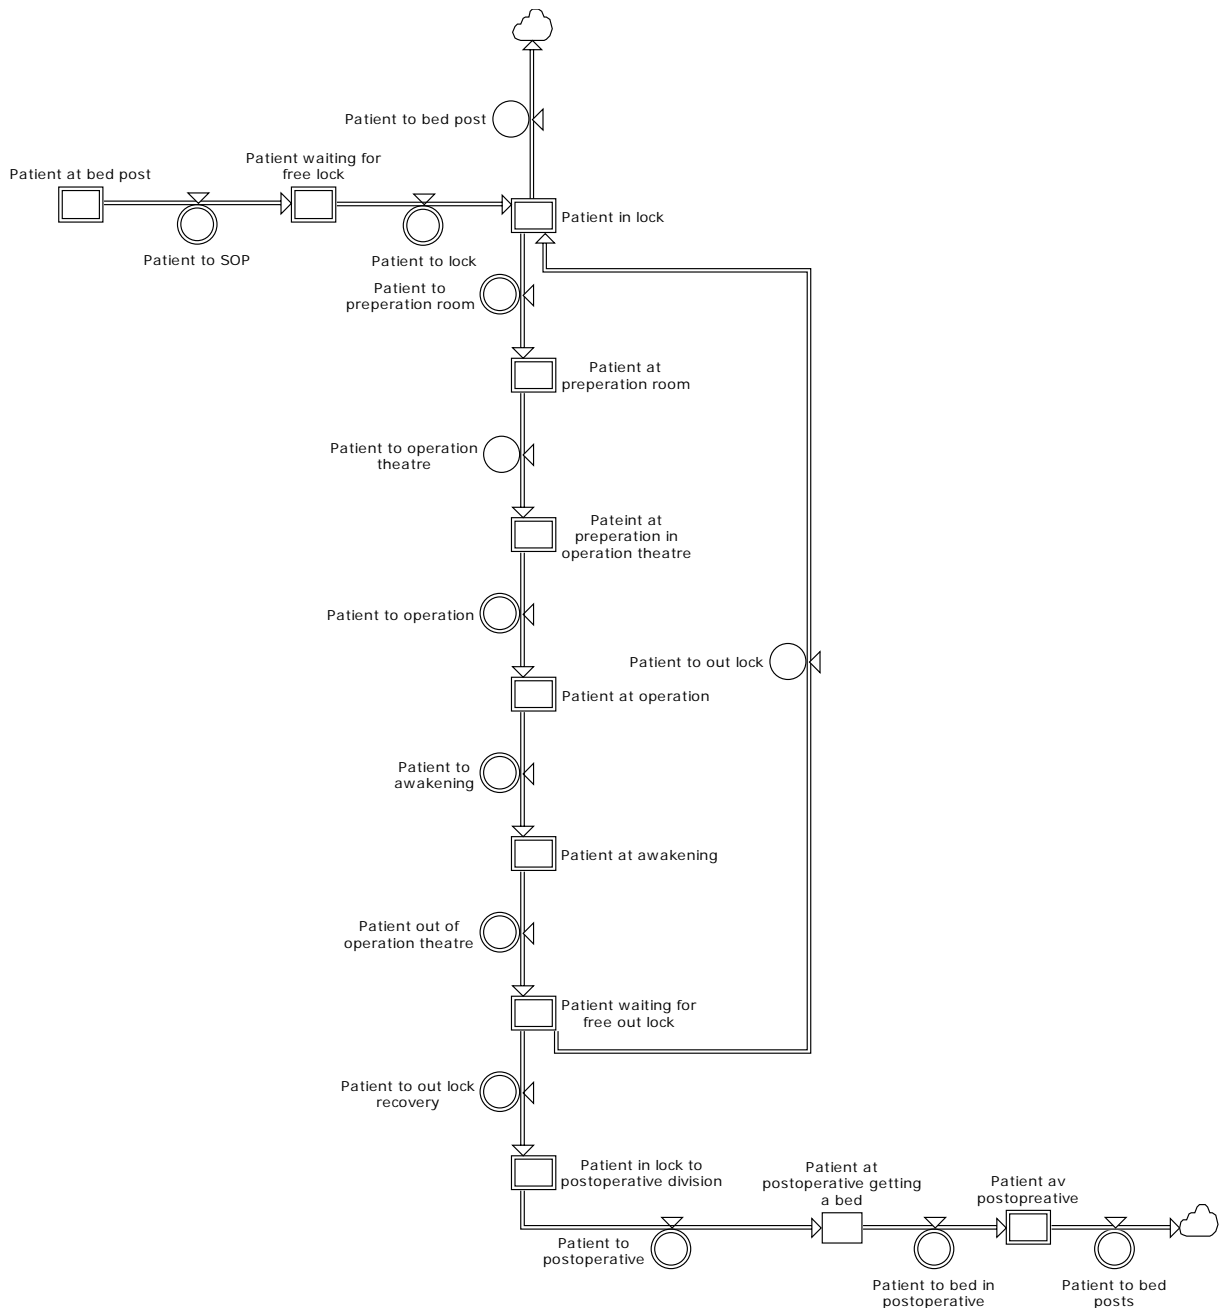 Patient to bed post
Patient waiting for
free lock
Patient at bed post
Patient in lock
Patient to SOP
Patient to lock
Patient to
preperation room
Patient at
preperation room
Patient to operation
theatre
Pateint at
preperation in
operation theatre
Patient to operation
Patient to out lock
Patient at operation
Patient to
awakening
Patient at awakening
Patient out of
operation theatre
Patient waiting for
free out lock
Patient to out lock
recovery
Patient in lock to
postoperative division
Patient at
postoperative getting
a bed
Patient av
postopreative
Patient to
postoperative
Patient to bed in
postoperative
Patient to bed
posts